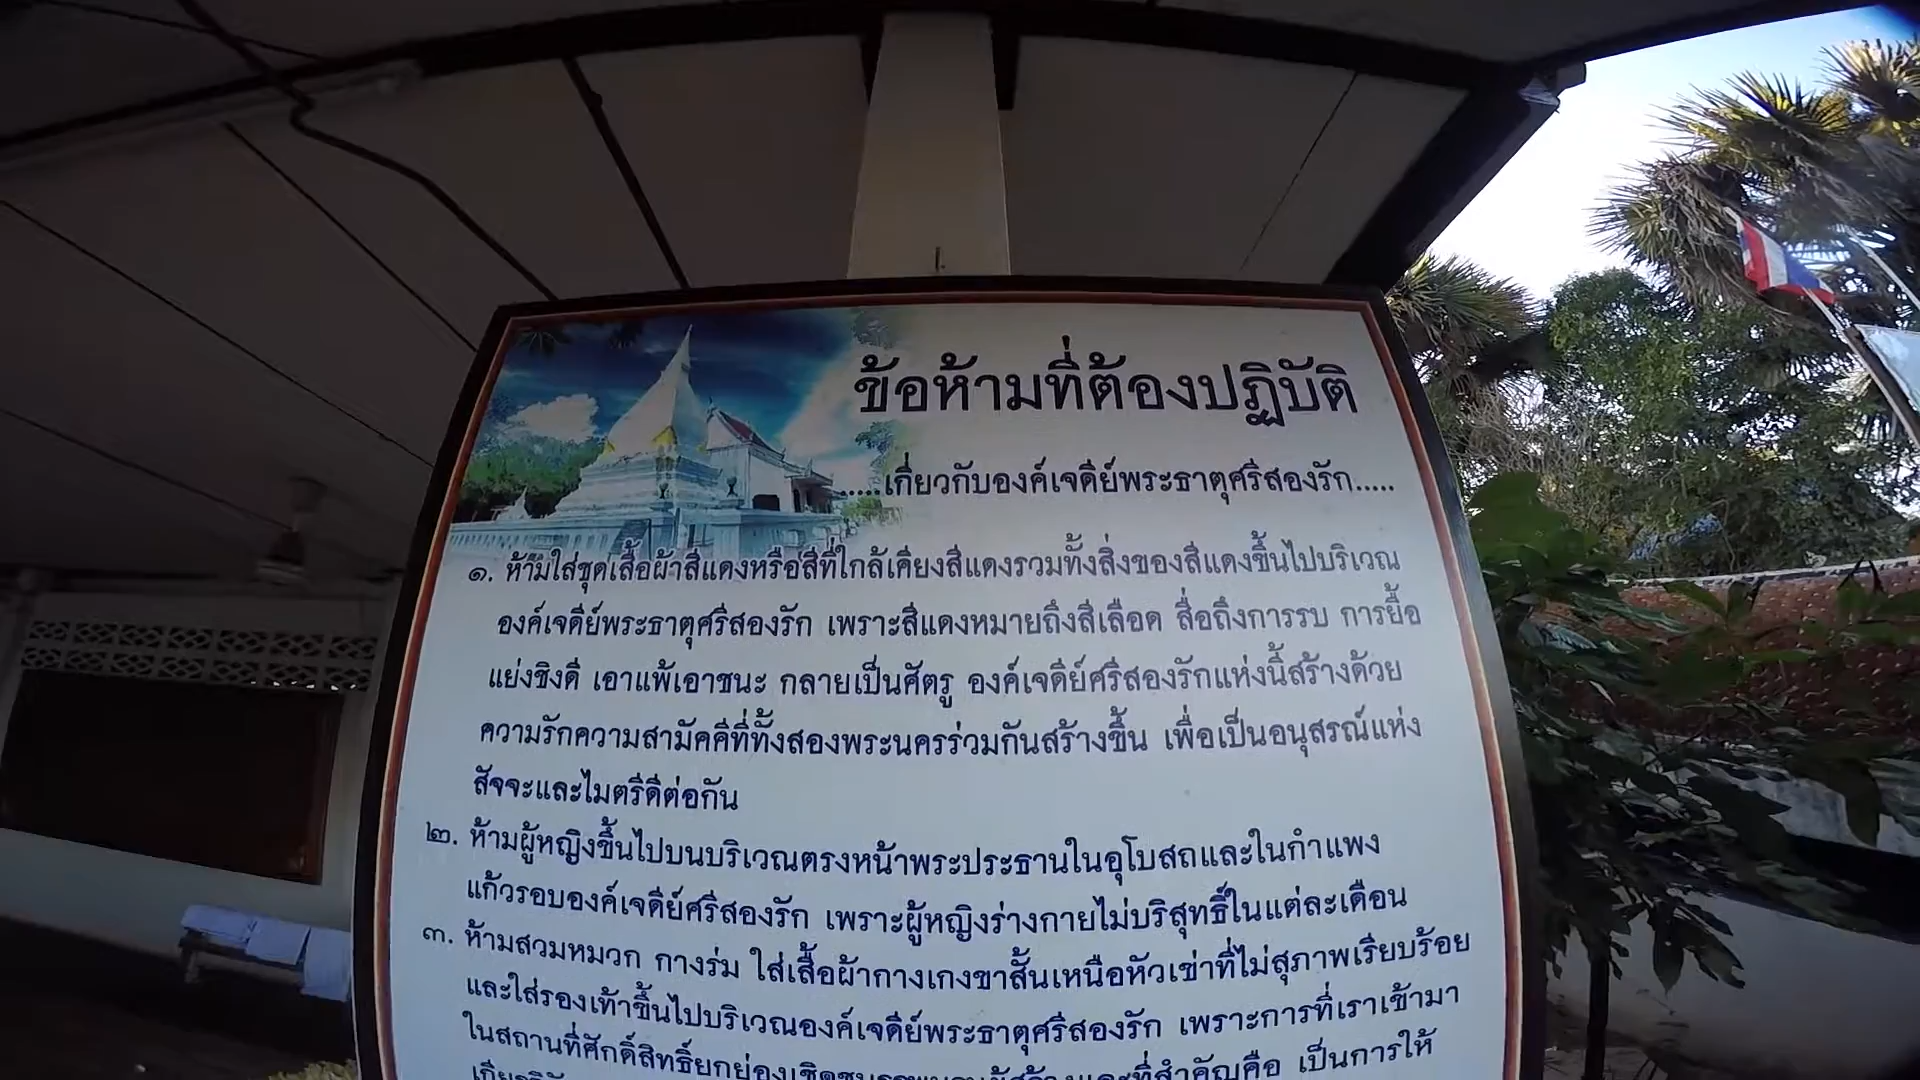 ข้อห้ามที่ต้องปฏิบัติ
.....เกี่ยวกับองค์เจดีย์พระธาตุศรีสองรัก.....
๑. ห้ามใส่ชุดเสื้อผ้าสีแดงหรือสีที่ใกล้เคียงสีแดงรวมทั้งสิ่งของสีแดงขึ้นไปบริเวณ
องค์เจดีย์พระธาตุศรีสองรัก เพราะสีแดงหมายถึงสีเลือด สื่อถึงการรบ การยื้อ
แย่งชิงดี เอาแพ้เอาชนะ กลายเป็นศัตรู องค์เจดีย์ศรีสองรักแห่งนี้สร้างด้วย
ความรักความสามัคคีที่ทั้งสองพระนครร่วมกันสร้างขึ้น เพื่อเป็นอนุสรณ์แห่ง
สัจจะและไมตรีดีต่อกัน
๒. ห้ามผู้หญิงขึ้นไปบนบริเวณตรงหน้าพระประธานในอุโบสถและในกำแพง
แก้วรอบองค์เจดีย์ศรีสองรัก เพราะผู้หญิงร่างกายไม่บริสุทธิ์ในแต่ละเดือน
๓. ห้ามสวมหมวก กางร่ม ใส่เสื้อผ้ากางเกงขาสั้นเหนือหัวเข่าที่ไม่สุภาพเรียบร้อย
และใส่รองเท้าขึ้นไปบริเวณองค์เจดีย์พระธาตุศรีสองรัก เพราะการที่เราเข้ามา
ในสถานที่ศักดิ์สิทธิ์ยกย่องเชิดชู และที่สำคัญคือ เป็นการให้